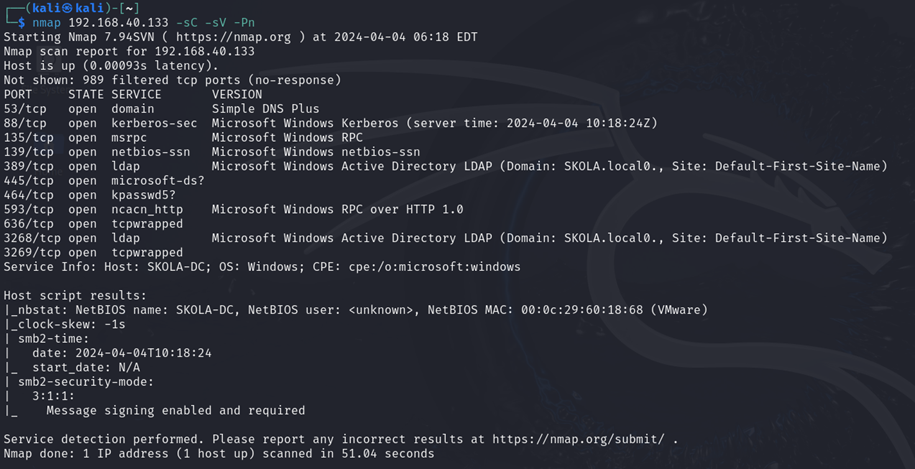 ┌──(kali㉿kali)-[~]
└─$ nmap 192.168.40.133 -sC -sV -Pn
Starting Nmap 7.94SVN ( https://nmap.org ) at 2024-04-04 06:18 EDT
Nmap scan report for 192.168.40.133
Host is up (0.00093s latency).
Not shown: 989 filtered tcp ports (no-response)
PORT     STATE SERVICE       VERSION
53/tcp   open  domain        Simple DNS Plus
88/tcp   open  kerberos-sec  Microsoft Windows Kerberos (server time: 2024-04-04 10:18:24Z)
135/tcp  open  msrpc         Microsoft Windows RPC
139/tcp  open  netbios-ssn   Microsoft Windows netbios-ssn
389/tcp  open  ldap          Microsoft Windows Active Directory LDAP (Domain: SKOLA.local0., Site: Default-First-Site-Name)
445/tcp  open  microsoft-ds?
464/tcp  open  kpasswd5?
593/tcp  open  ncacn_http    Microsoft Windows RPC over HTTP 1.0
636/tcp  open  tcpwrapped
3268/tcp open  ldap          Microsoft Windows Active Directory LDAP (Domain: SKOLA.local0., Site: Default-First-Site-Name)
3269/tcp open  tcpwrapped
Service Info: Host: SKOLA-DC; OS: Windows; CPE: cpe:/o:microsoft:windows

Host script results:
|_nbstat: NetBIOS name: SKOLA-DC, NetBIOS user: <unknown>, NetBIOS MAC: 00:0c:29:60:18:68 (VMware)
|_clock-skew: -1s
| smb2-time:
|   date: 2024-04-04T10:18:24
|_  start_date: N/A
| smb2-security-mode:
|   3:1:1:
|_    Message signing enabled and required

Service detection performed. Please report any incorrect results at https://nmap.org/submit/ .
Nmap done: 1 IP address (1 host up) scanned in 51.04 seconds